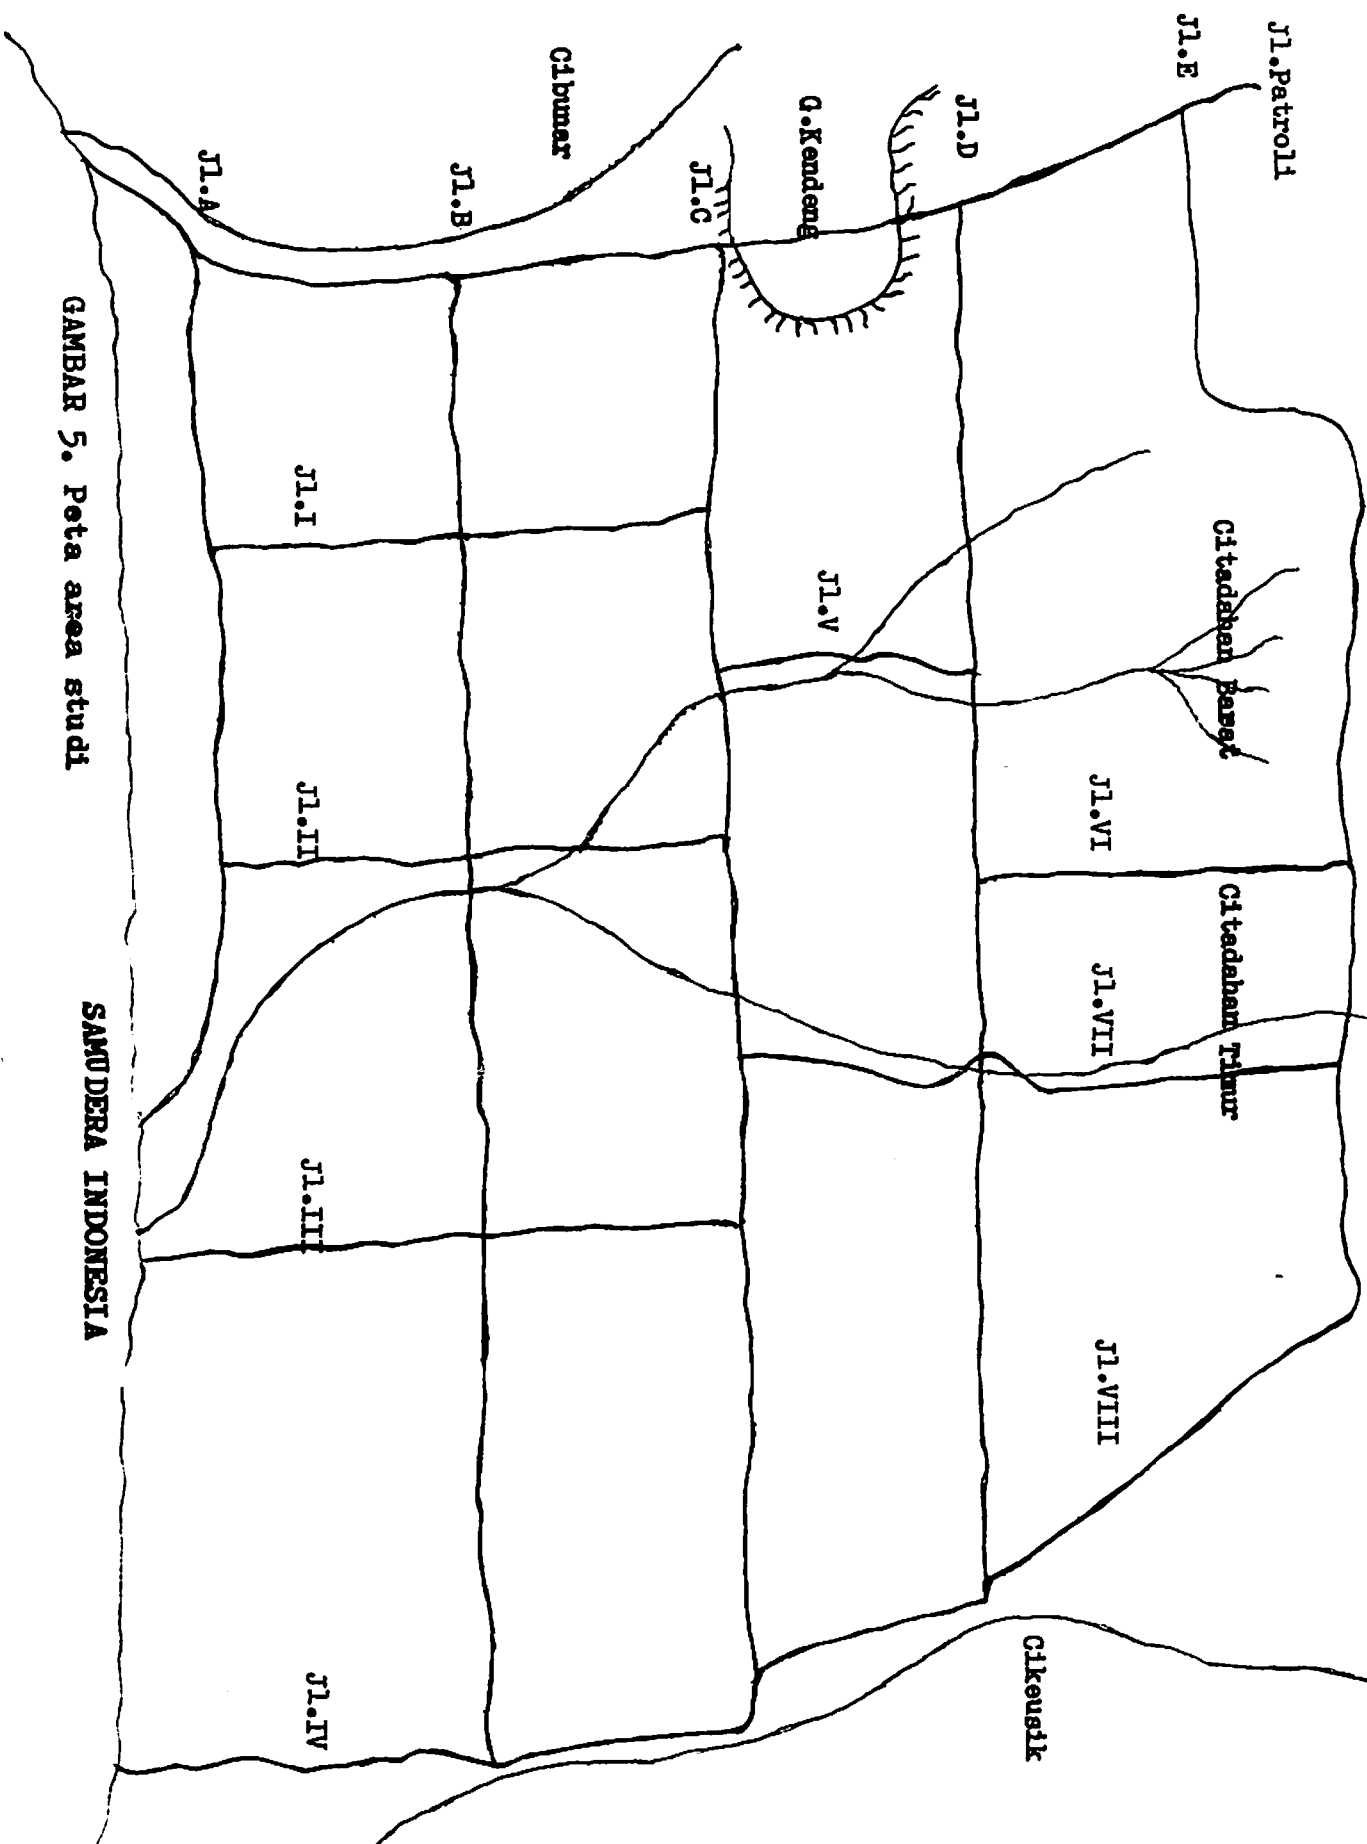 Jl.Patroli
Jl.E
Jl.D
G.Kendeng
Jl.C
Cibunar
Jl.B
Jl.A
Citadahan Barat
Jl.V
Jl.I
Jl.VI
Jl.II
Citadahan Timur
Jl.VII
Jl.III
Jl.VIII
Cikeusik
Jl.IV
SAMUDERA INDONESIA
GAMBAR 5. Peta area studi